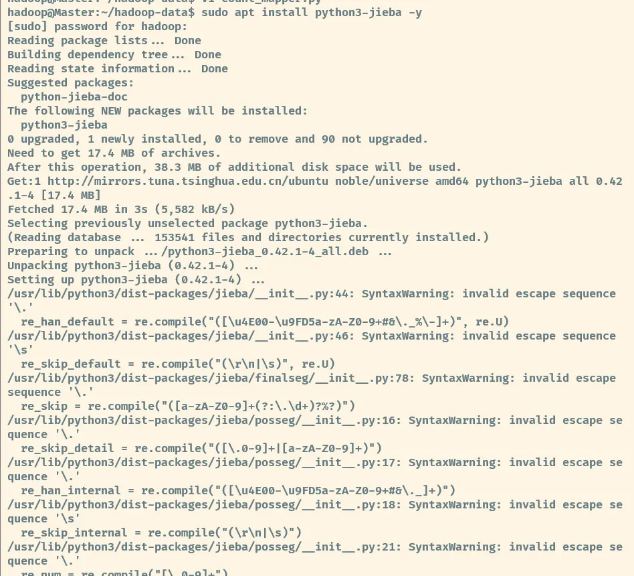 hadoop@Master:~/hadoop-data$ vi count_mapper.py
hadoop@Master:~/hadoop-data$ sudo apt install python3-jieba -y
[sudo] password for hadoop:
Reading package lists... Done
Building dependency tree... Done
Reading state information... Done
Suggested packages:
  python-jieba-doc
The following NEW packages will be installed:
  python3-jieba
0 upgraded, 1 newly installed, 0 to remove and 90 not upgraded.
Need to get 17.4 MB of archives.
After this operation, 38.3 MB of additional disk space will be used.
Get:1 http://mirrors.tuna.tsinghua.edu.cn/ubuntu noble/universe amd64 python3-jieba all 0.42
.1-4 [17.4 MB]
Fetched 17.4 MB in 3s (5,582 kB/s)
Selecting previously unselected package python3-jieba.
(Reading database ... 153541 files and directories currently installed.)
Preparing to unpack .../python3-jieba_0.42.1-4_all.deb ...
Unpacking python3-jieba (0.42.1-4) ...
Setting up python3-jieba (0.42.1-4) ...
/usr/lib/python3/dist-packages/jieba/__init__.py:44: SyntaxWarning: invalid escape sequence
'\.'
  re_han_default = re.compile("([\u4E00-\u9FD5a-zA-Z0-9+#&\._%\-]+)", re.U)
/usr/lib/python3/dist-packages/jieba/__init__.py:46: SyntaxWarning: invalid escape sequence
'\s'
  re_skip_default = re.compile("(\r\n|\s)", re.U)
/usr/lib/python3/dist-packages/jieba/finalseg/__init__.py:78: SyntaxWarning: invalid escape
sequence '\.'
  re_skip = re.compile("([a-zA-Z0-9]+(?:\.\d+)?%?)")
/usr/lib/python3/dist-packages/jieba/posseg/__init__.py:16: SyntaxWarning: invalid escape se
quence '\.'
  re_skip_detail = re.compile("([\.0-9]+|[a-zA-Z0-9]+)")
/usr/lib/python3/dist-packages/jieba/posseg/__init__.py:17: SyntaxWarning: invalid escape se
quence '\.'
  re_han_internal = re.compile("([\u4E00-\u9FD5a-zA-Z0-9+#&\._]+)")
/usr/lib/python3/dist-packages/jieba/posseg/__init__.py:18: SyntaxWarning: invalid escape se
quence '\s'
  re_skip_internal = re.compile("(\r\n|\s)")
/usr/lib/python3/dist-packages/jieba/posseg/__init__.py:21: SyntaxWarning: invalid escape se
quence '\.'
  re_num = re.compile("[\.0-9]+")